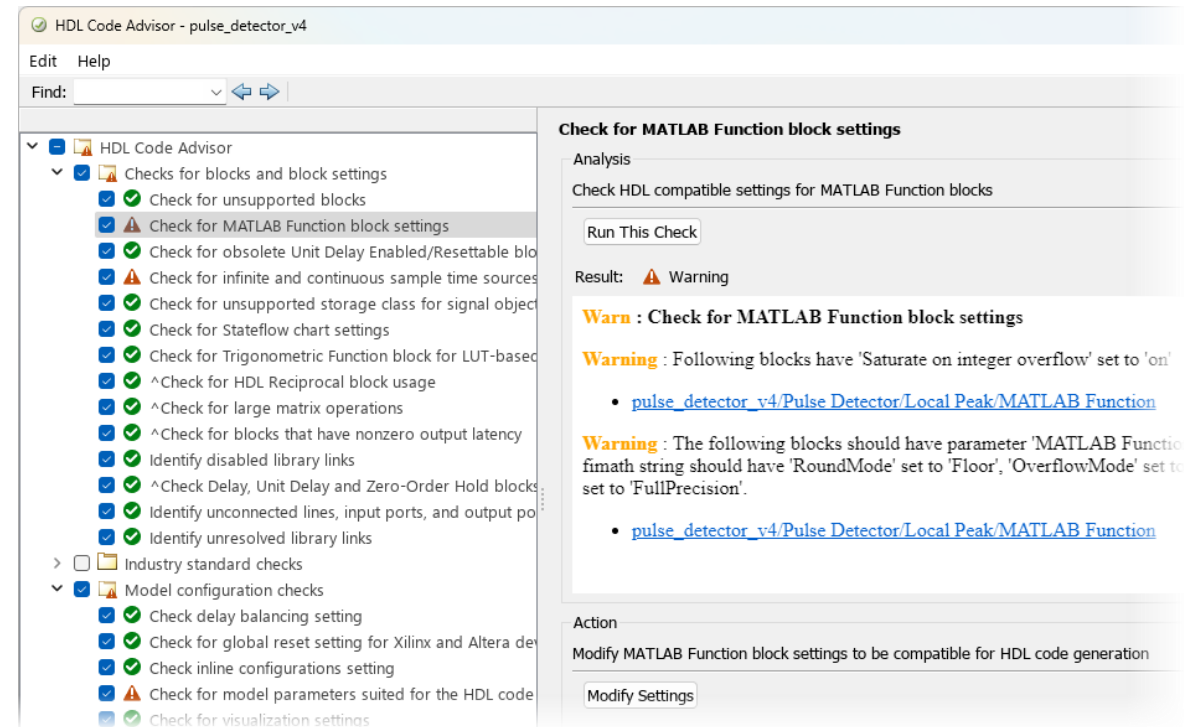 HDL Code Advisor - pulse_detector_v4
Edit Help
Find:
HDL Code Advisor
Checks for blocks and block settings
Check for unsupported blocks
Check for MATLAB Function block settings
Check for obsolete Unit Delay Enabled/Resettable blo
Check for infinite and continuous sample time sources
Check for unsupported storage class for signal object
Check for Stateflow chart settings
Check for Trigonometric Function block for LUT-based
^Check for HDL Reciprocal block usage
^Check for large matrix operations
^Check for blocks that have nonzero output latency
Identify disabled library links
^Check Delay, Unit Delay and Zero-Order Hold blocks
Identify unconnected lines, input ports, and output po
Identify unresolved library links
Industry standard checks
Model configuration checks
Check delay balancing setting
Check for global reset setting for Xilinx and Altera dev
Check inline configurations setting
Check for model parameters suited for the HDL code
Check for visualization settings
Check for MATLAB Function block settings
Analysis
Check HDL compatible settings for MATLAB Function blocks
Run This Check
Result: Warning
Warn : Check for MATLAB Function block settings
Warning : Following blocks have 'Saturate on integer overflow' set to 'on'
• pulse_detector_v4/Pulse Detector/Local Peak/MATLAB Function
Warning : The following blocks should have parameter 'MATLAB Functio
fimath string should have 'RoundMode' set to 'Floor', 'OverflowMode' set to
set to 'FullPrecision'.
• pulse_detector_v4/Pulse Detector/Local Peak/MATLAB Function
Action
Modify MATLAB Function block settings to be compatible for HDL code generation
Modify Settings